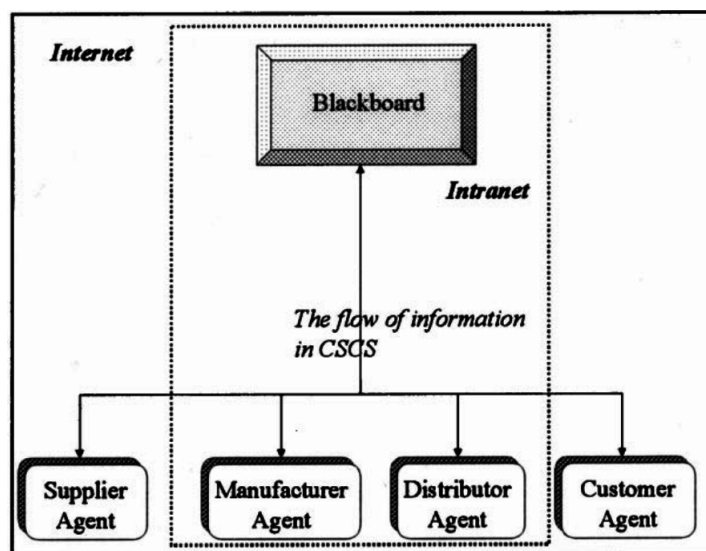 Internet
Blackboard
Intranet
The flow of information
in CSCS
Supplier
Agent
Manufacturer
Agent
Distributor
Agent
Customer
Agent